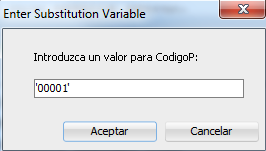 Enter Substitution Variable
Introduzca un valor para CodigoP:
'00001'
Aceptar
Cancelar